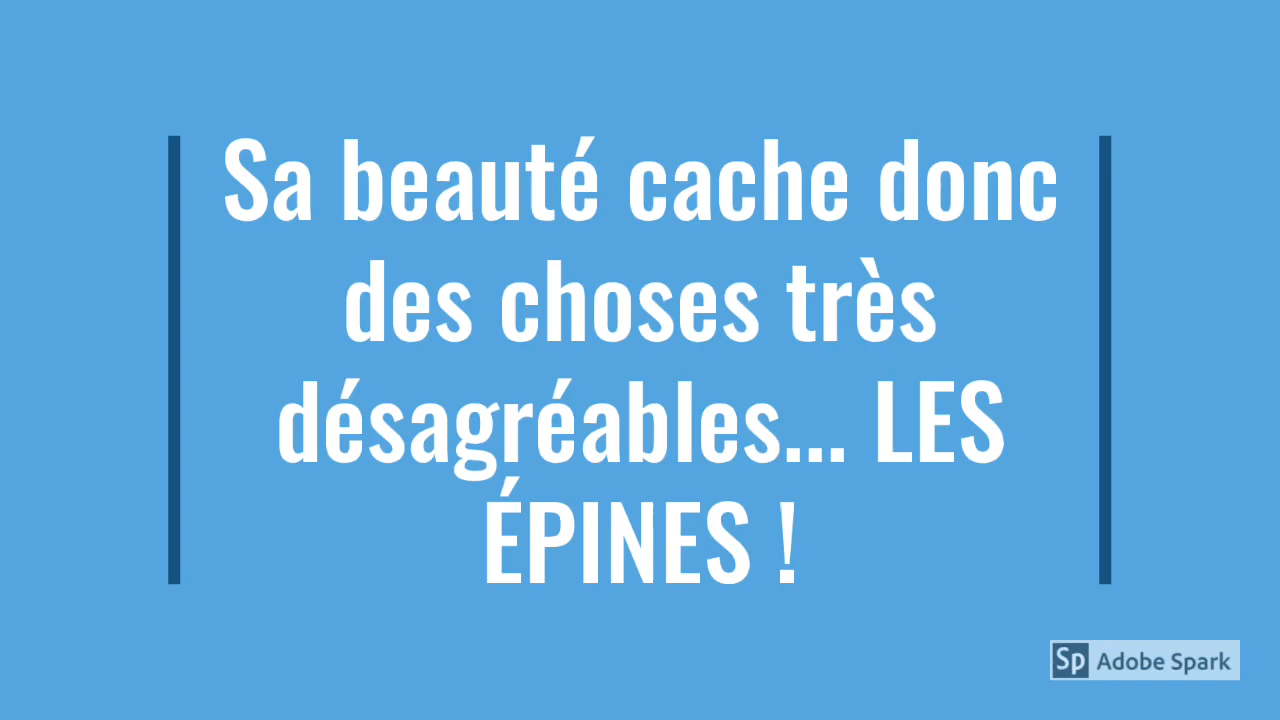 Sa beauté cache donc
des choses très
désagréables... LES
ÉPINES !
Sp Adobe Spark